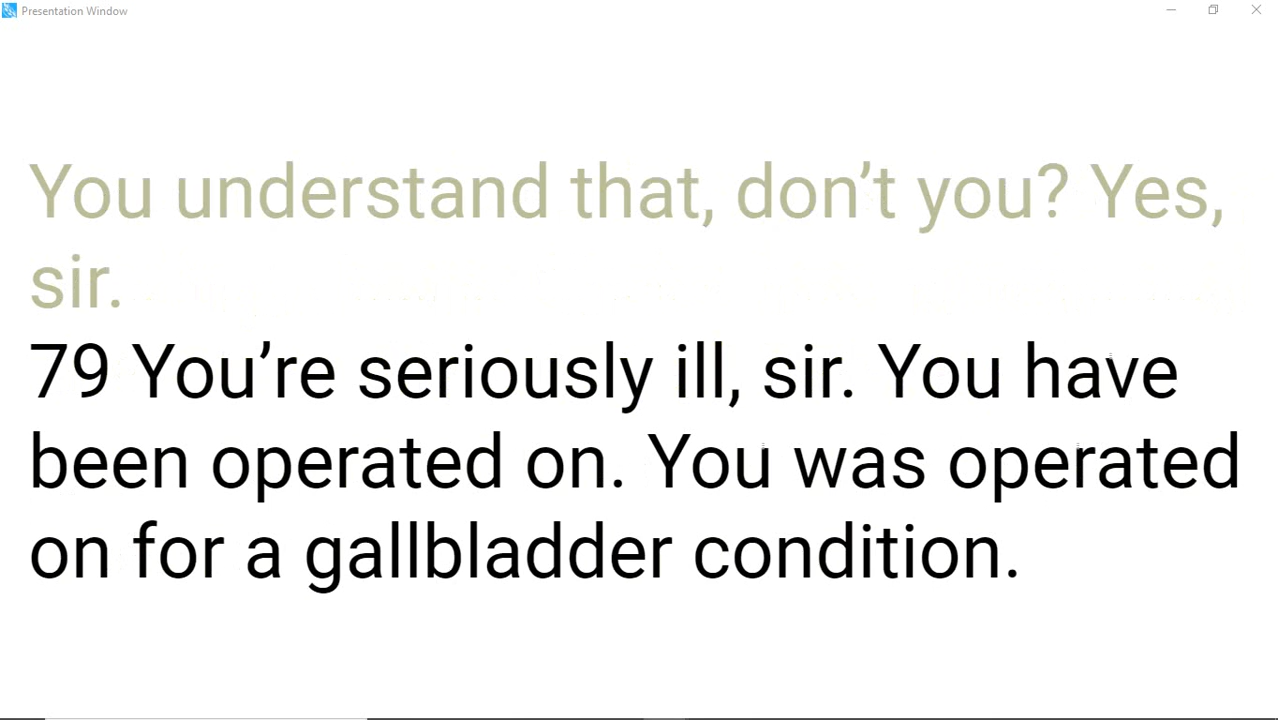 Presentation Window
You understand that, don’t you? Yes,
sir.
79 You’re seriously ill, sir. You have
been operated on. You was operated
on for a gallbladder condition.